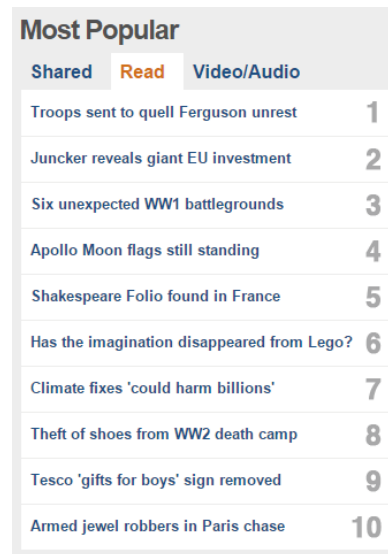 Most Popular
Shared Read Video/Audio
Troops sent to quell Ferguson unrest 1
Juncker reveals giant EU investment 2
Six unexpected WW1 battlegrounds 3
Apollo Moon flags still standing 4
Shakespeare Folio found in France 5
Has the imagination disappeared from Lego? 6
Climate fixes 'could harm billions' 7
Theft of shoes from WW2 death camp 8
Tesco 'gifts for boys' sign removed 9
Armed jewel robbers in Paris chase 10